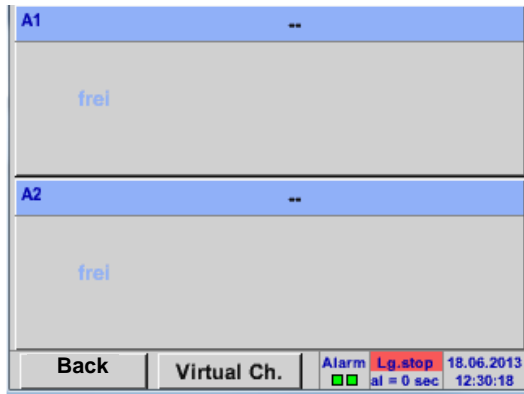 A1 --
frei
A2 --
frei
Back Virtual Ch. Alarm Lg.stop 18.06.2013
al = 0 sec 12:30:18